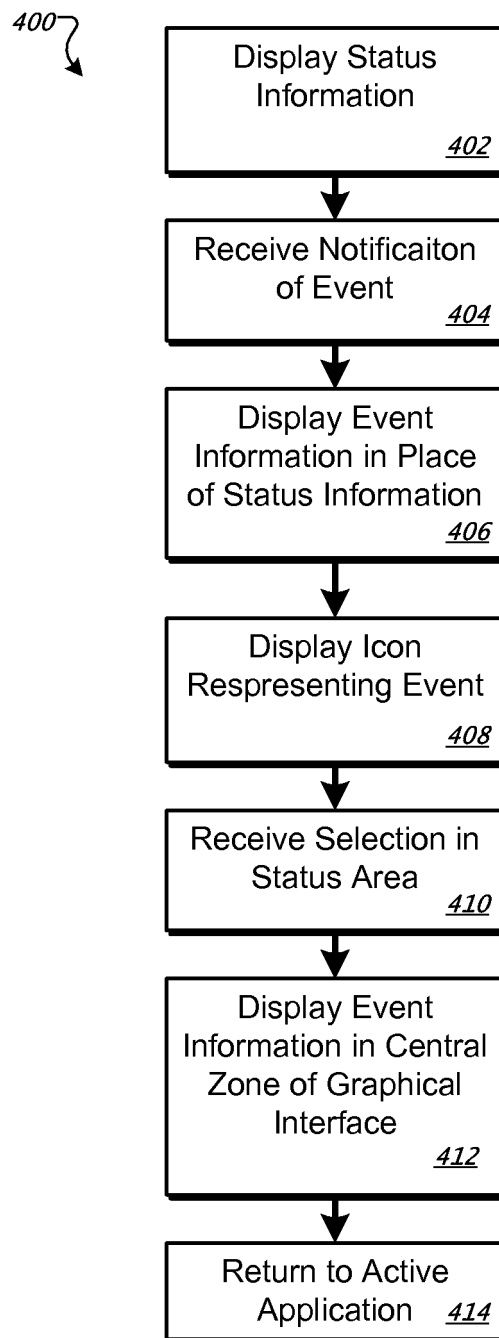 400
Display Status
Information
402
Receive Notificaiton
of Event
404
Display Event
Information in Place
of Status Information
406
Display Icon
Respresenting Event
408
Receive Selection in
Status Area
410
Display Event
Information in Central
Zone of Graphical
Interface
412
Return to Active
Application
414